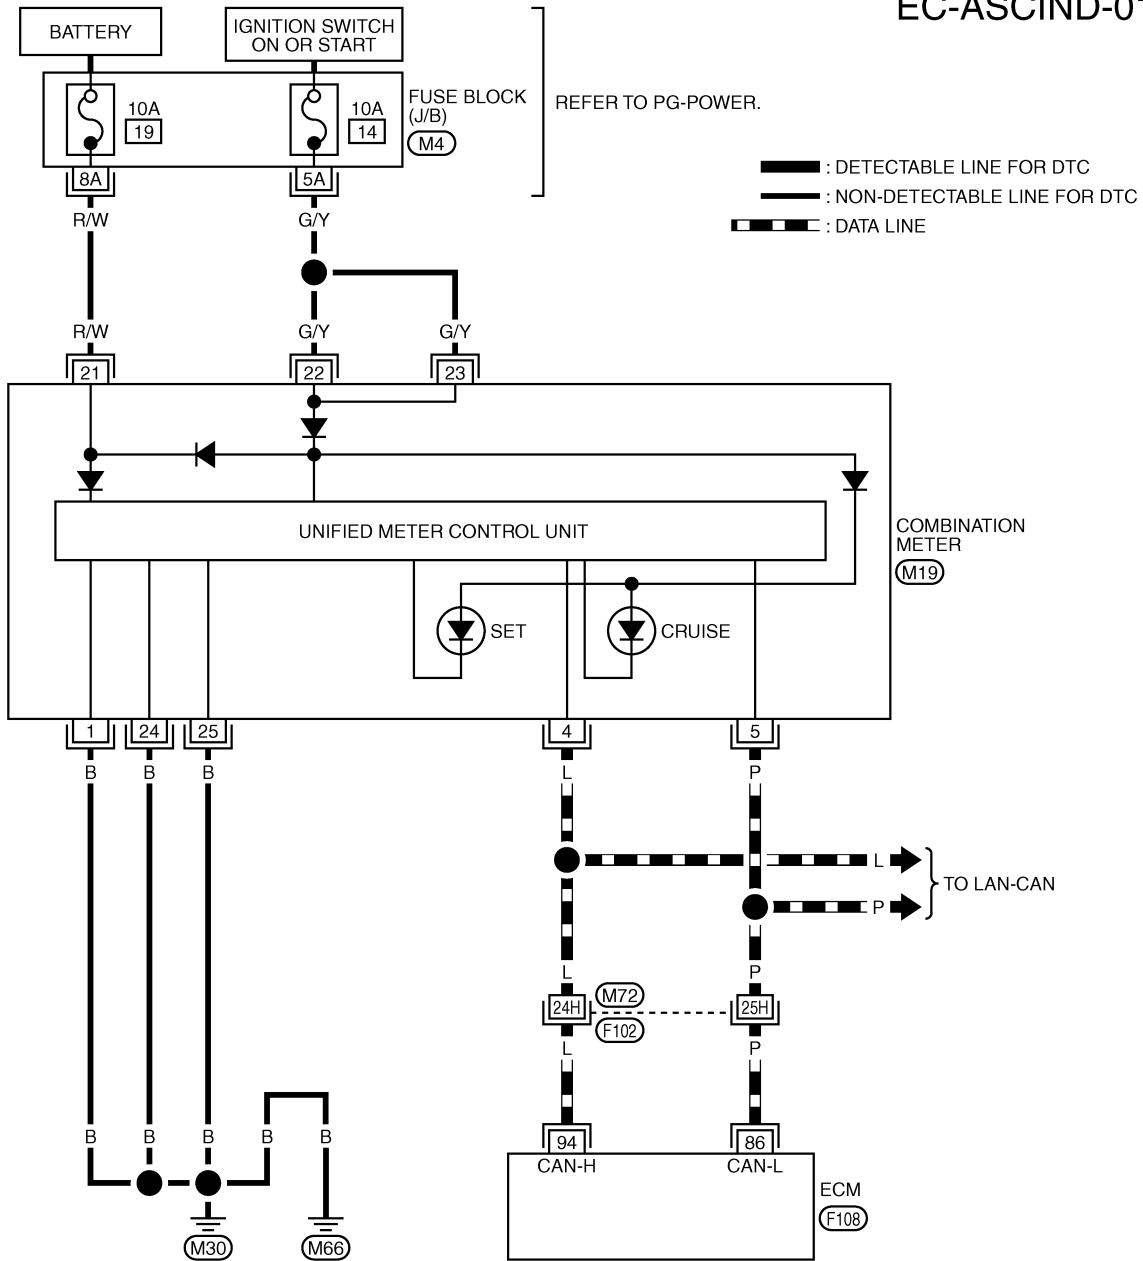 EC-ASCIND-01
BATTERY
IGNITION SWITCH
ON OR START
10A
19
10A
14
FUSE BLOCK
(J/B)
M4
REFER TO PG-POWER.
8A
5A
: DETECTABLE LINE FOR DTC
: NON-DETECTABLE LINE FOR DTC
: DATA LINE
R/W
G/Y
R/W
G/Y
G/Y
21
22
23
UNIFIED METER CONTROL UNIT
COMBINATION
METER
M19
SET
CRUISE
1
24
25
4
5
B
B
B
L
P
L
TO LAN-CAN
P
L
P
24H
M72
25H
F102
L
P
B
B
B
B
B
94
86
CAN-H
CAN-L
ECM
F108
M30
M66